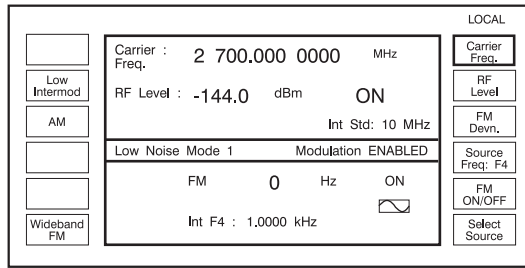 LOCAL
Carrier
Freq.
Low
Intermod
AM
Wideband
FM
Carrier :
Freq.
2 700.000 0000 MHz
RF Level : -144.0 dBm ON
Int Std: 10 MHz
Low Noise Mode 1 Modulation ENABLED
FM 0 Hz ON
Int F4 : 1.0000 kHz
RF
Level
FM
Devn.
Source
Freq: F4
FM
ON/OFF
Select
Source